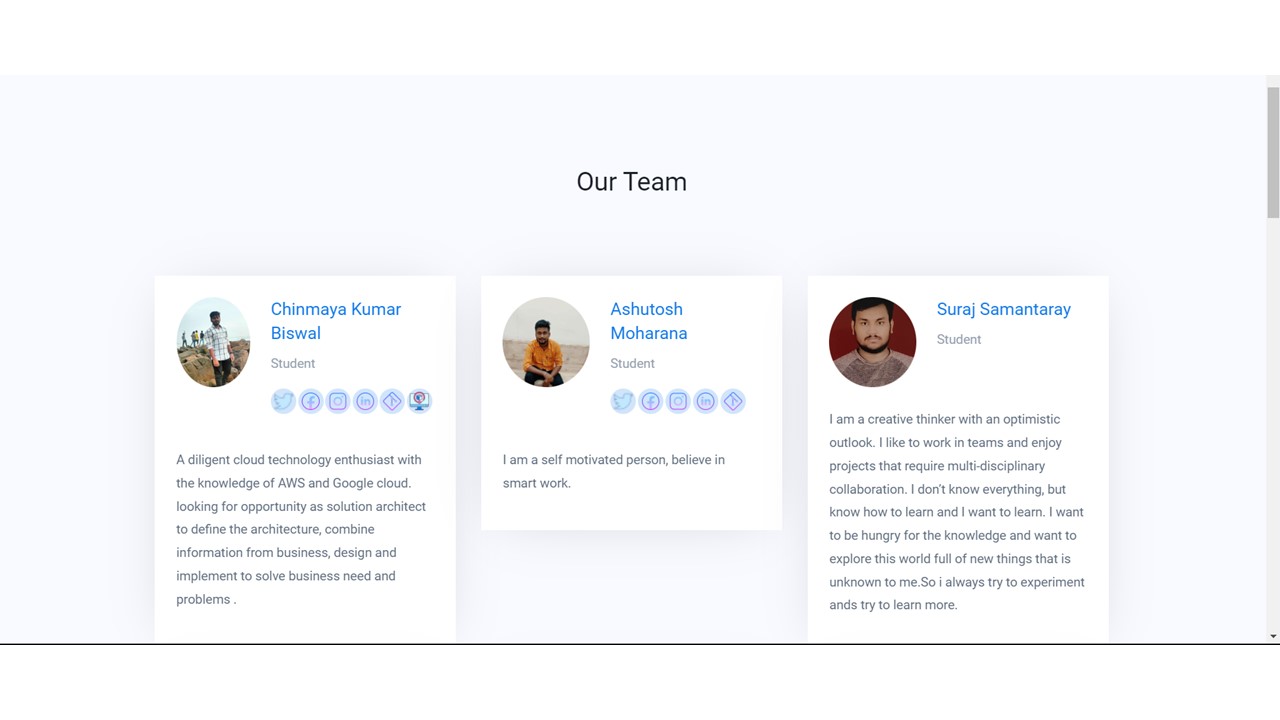 Our Team
Chinmaya Kumar
Biswal
Student
A diligent cloud technology enthusiast with
the knowledge of AWS and Google cloud.
looking for opportunity as solution architect
to define the architecture, combine
information from business, design and
implement to solve business need and
problems .
Ashutosh
Moharana
Student
I am a self motivated person, believe in
smart work.
Suraj Samantaray
Student
I am a creative thinker with an optimistic
outlook. I like to work in teams and enjoy
projects that require multi-disciplinary
collaboration. I don't know everything, but
know how to learn and I want to learn. I want
to be hungry for the knowledge and want to
explore this world full of new things that is
unknown to me.So i always try to experiment
ands try to learn more.